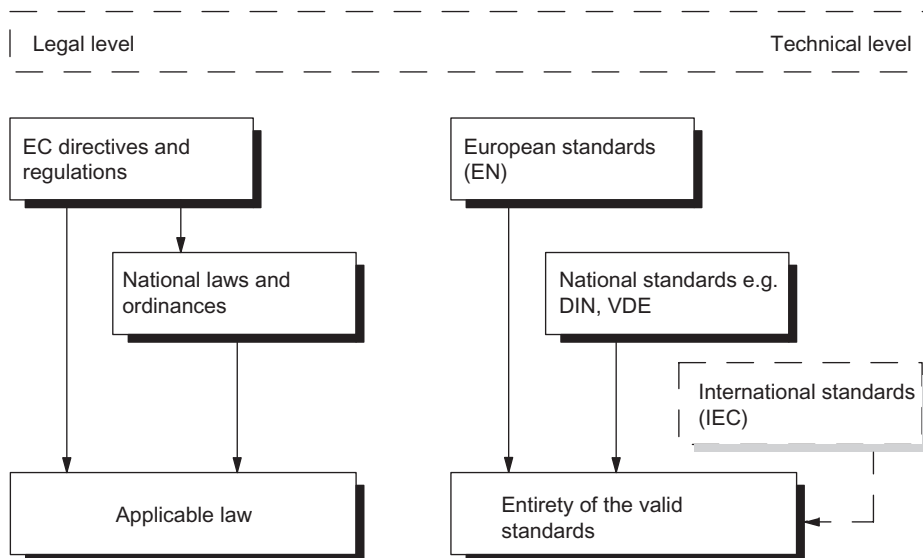 Legal level
Technical level
EC directives and
regulations
European standards
(EN)
National laws and
ordinances
National standards e.g.
DIN, VDE
International standards
(IEC)
Applicable law
Entirety of the valid
standards